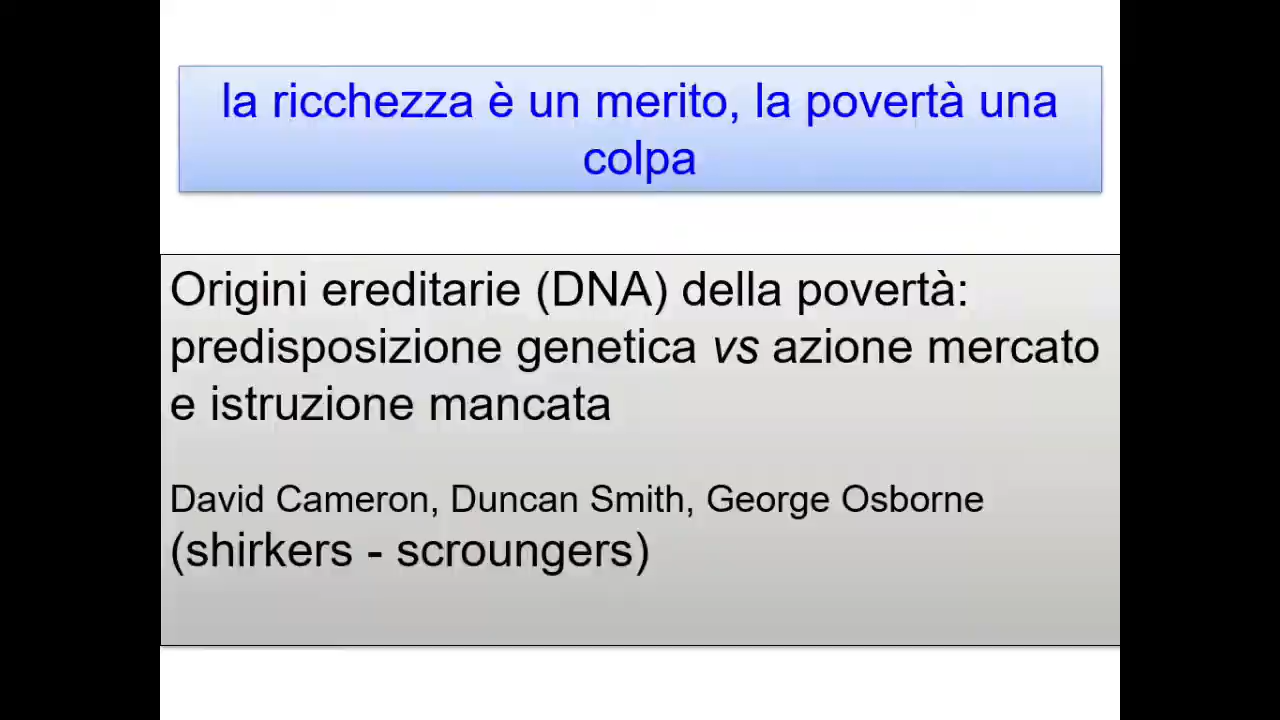 la ricchezza è un merito, la povertà una
colpa
Origini ereditarie (DNA) della povertà:
predisposizione genetica vs azione mercato
e istruzione mancata
David Cameron, Duncan Smith, George Osborne
(shirkers - scroungers)